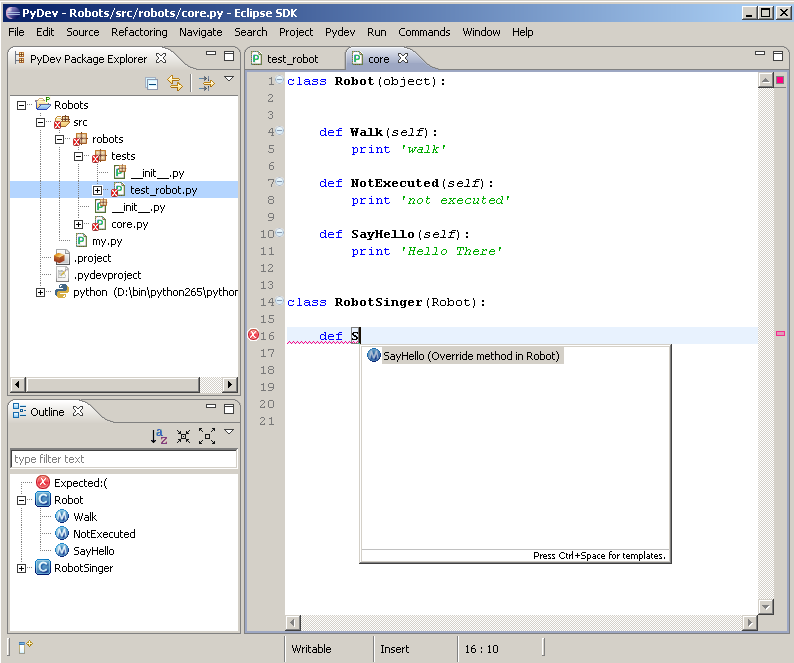 PyDev - Robots/src/robots/core.py - Eclipse SDK
File Edit Source Refactoring Navigate Search Project Pydev Run Commands Window Help
PyDev Package Explorer
Robots
src
robots
tests
__init__.py
test_robot.py
__init__.py
core.py
my.py
.project
.pydevproject
python (D:\bin\python265\python
Outline
type filter text
Expected:(
Robot
Walk
NotExecuted
SayHello
RobotSinger
test_robot core
1 class Robot(object):
2
3
4 def Walk(self):
5 print 'walk'
6
7 def NotExecuted(self):
8 print 'not executed'
9
10 def SayHello(self):
11 print 'Hello There'
12
13
14 class RobotSinger(Robot):
15
16 def S
17
18
19
20
21
SayHello (Override method in Robot)
Press Ctrl+Space for templates.
Writable Insert 16 : 10